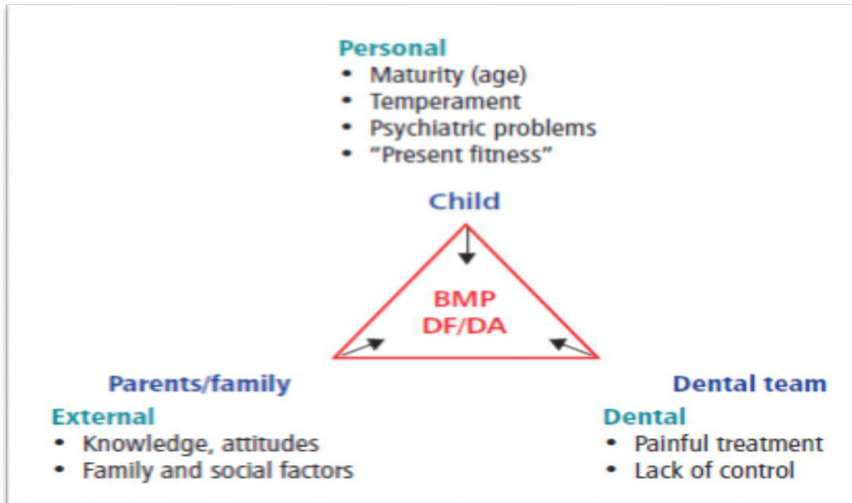 Personal
• Maturity (age)
• Temperament
• Psychiatric problems
• "Present fitness"
Child
BMP
DF/DA
Parents/family
External
• Knowledge, attitudes
• Family and social factors
Dental team
Dental
• Painful treatment
• Lack of control